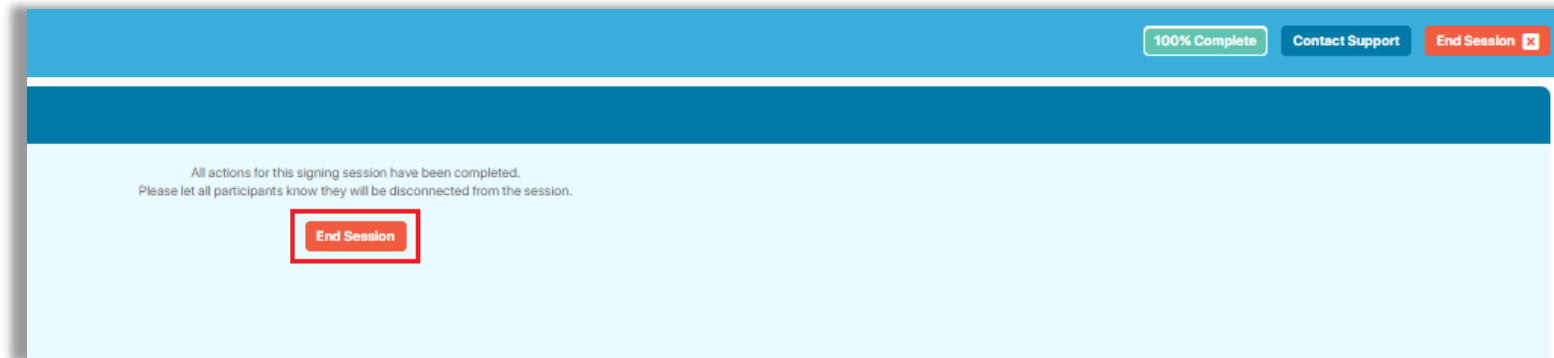 100% Complete
Contact Support
End Session
All actions for this signing session have been completed.
Please let all participants know they will be disconnected from the session.
End Session